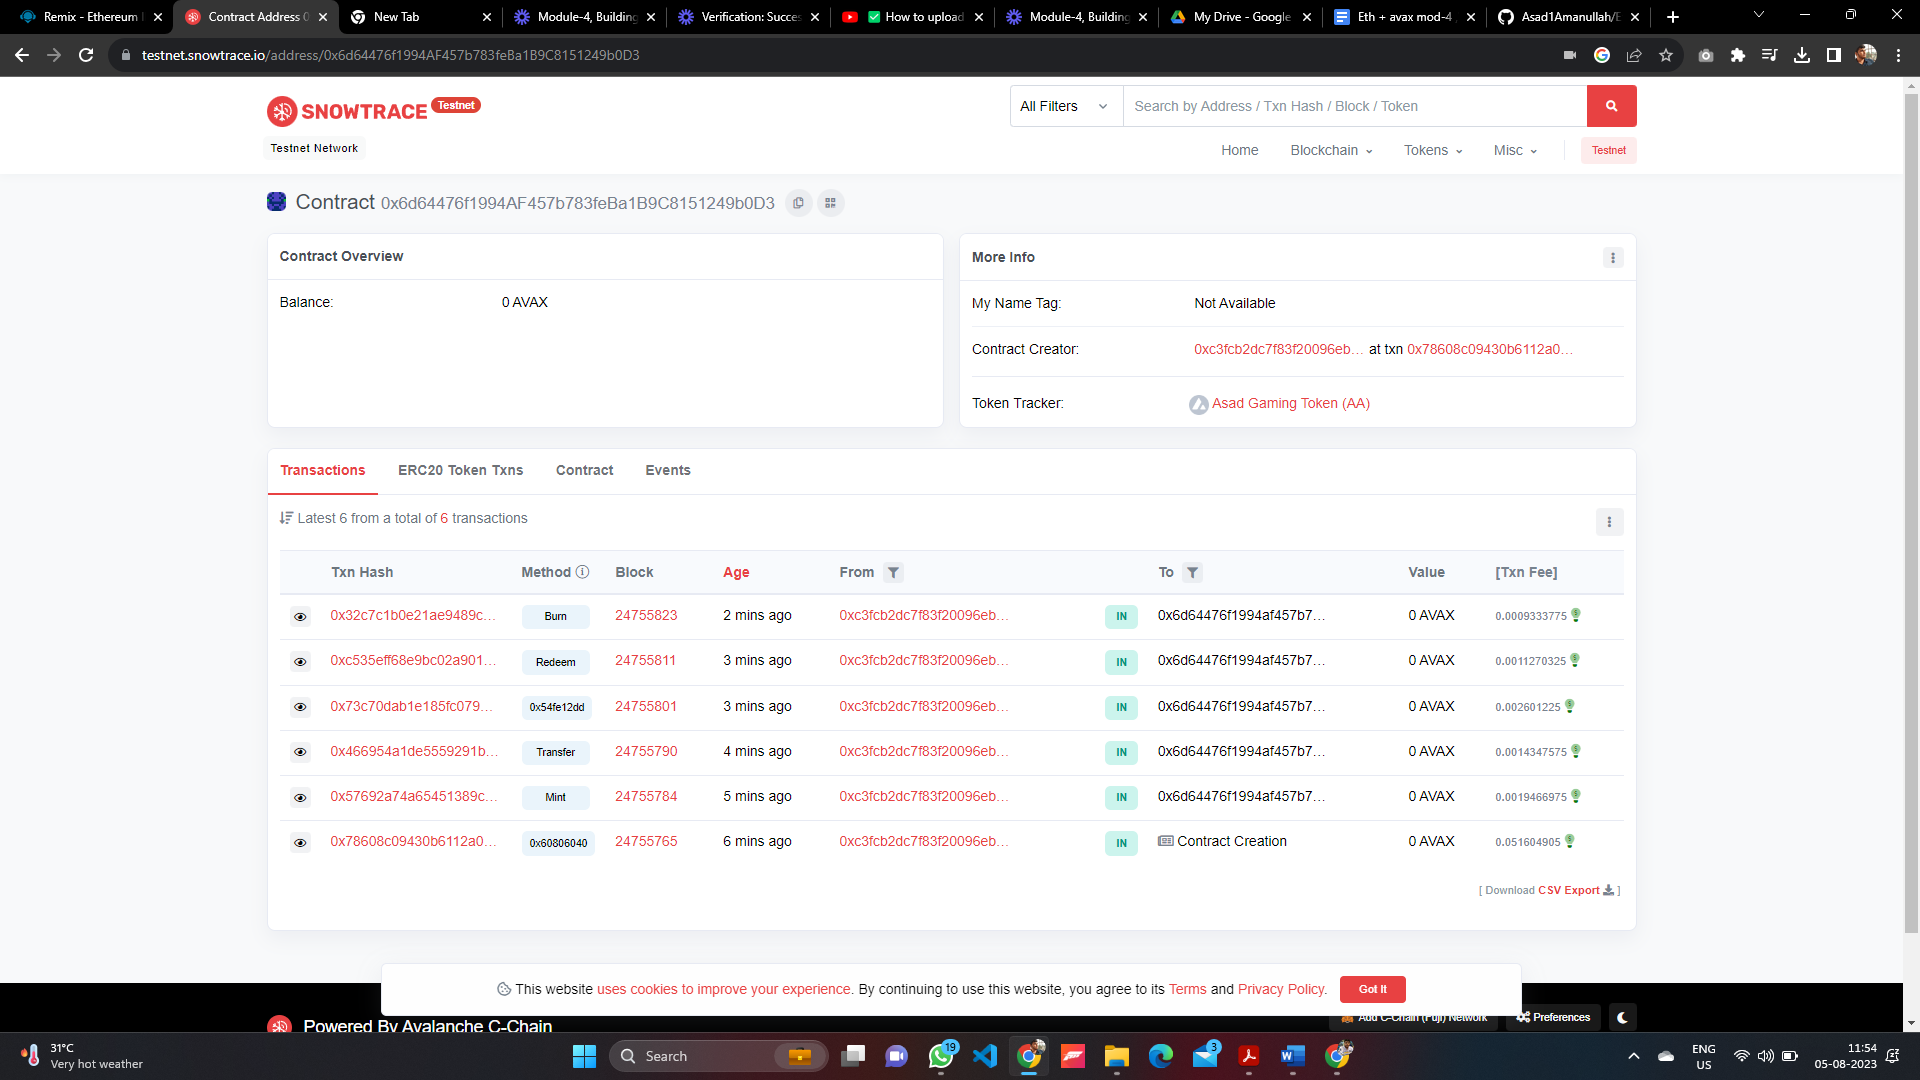 Remix - Ethereum
Contract Address 0
New Tab
Module-4, Building
Verification: Succes
How to upload
Module-4, Building
My Drive - Google
Eth + avax mod-4
Asad1Amanullah/E
testnet.snowtrace.io/address/0x6d64476f1994AF457b783feBa1B9C8151249b0D3
SNOWTRACE Testnet
Testnet Network
All Filters
Search by Address / Txn Hash / Block / Token
Home Blockchain Tokens Misc Testnet
Contract 0x6d64476f1994AF457b783feBa1B9C8151249b0D3
Contract Overview
Balance: 0 AVAX
More Info
My Name Tag: Not Available
Contract Creator: 0xc3fcb2dc7f83f20096eb... at txn 0x78608c09430b6112a0...
Token Tracker: Asad Gaming Token (AA)
Transactions ERC20 Token Txns Contract Events
Latest 6 from a total of 6 transactions
Txn Hash Method Block Age From To Value [Txn Fee]
0x32c7c1b0e21ae9489c... Burn 24755823 2 mins ago 0xc3fcb2dc7f83f20096eb... IN 0x6d64476f1994af457b7... 0 AVAX 0.0009333775
0xc535eff68e9bc02a901... Redeem 24755811 3 mins ago 0xc3fcb2dc7f83f20096eb... IN 0x6d64476f1994af457b7... 0 AVAX 0.0011270325
0x73c70dab1e185fc079... 0x54fe12dd 24755801 3 mins ago 0xc3fcb2dc7f83f20096eb... IN 0x6d64476f1994af457b7... 0 AVAX 0.002601225
0x466954a1de5559291b... Transfer 24755790 4 mins ago 0xc3fcb2dc7f83f20096eb... IN 0x6d64476f1994af457b7... 0 AVAX 0.0014347575
0x57692a74a65451389c... Mint 24755784 5 mins ago 0xc3fcb2dc7f83f20096eb... IN 0x6d64476f1994af457b7... 0 AVAX 0.0019466975
0x78608c09430b6112a0... 0x60806040 24755765 6 mins ago 0xc3fcb2dc7f83f20096eb... IN Contract Creation 0 AVAX 0.051604905
[ Download CSV Export ]
This website uses cookies to improve your experience. By continuing to use this website, you agree to its Terms and Privacy Policy. Got It
Powered By Avalanche C-Chain
Add C-Chain (Fuji) Network
Preferences
31°C
Very hot weather
Search
19
3
ENG
US
11:54
05-08-2023